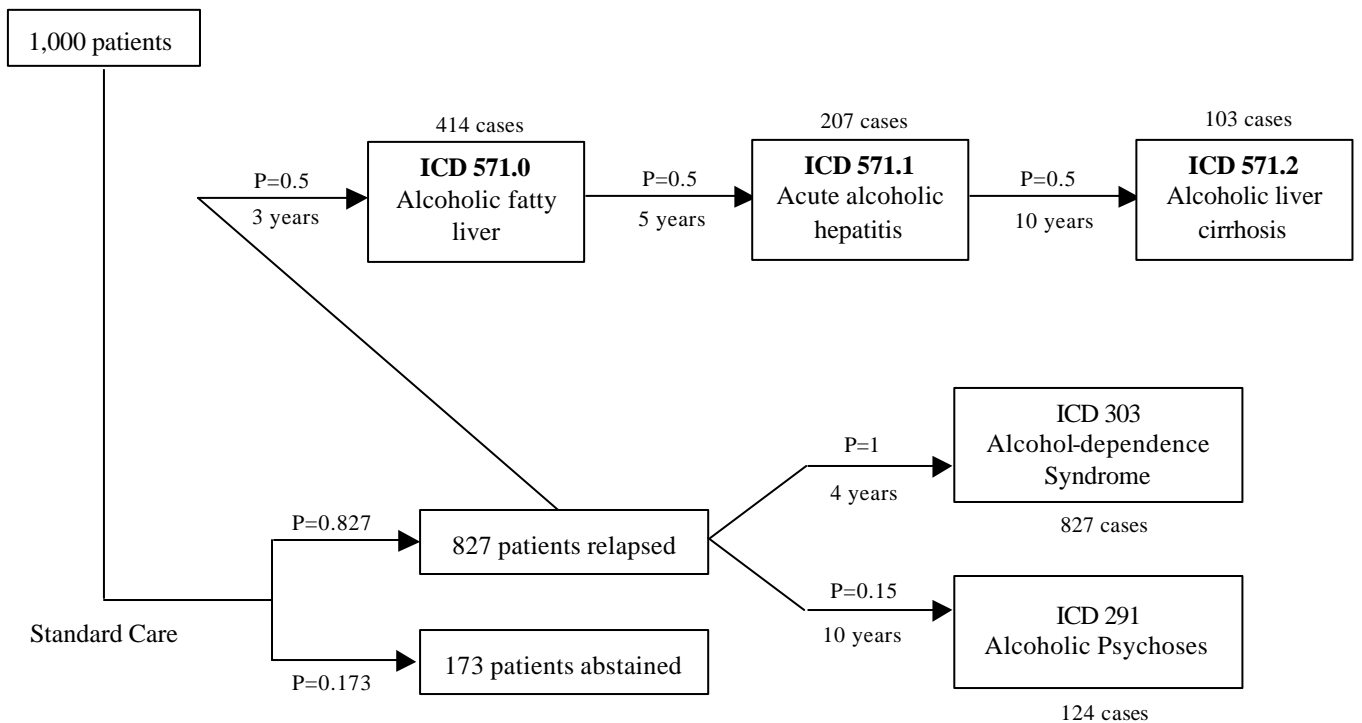 1,000 patients
414 cases
ICD 571.0
Alcoholic fatty
liver
207 cases
ICD 571.1
Acute alcoholic
hepatitis
103 cases
ICD 571.2
Alcoholic liver
cirrhosis
P=0.5
3 years
P=0.5
5 years
P=0.5
10 years
ICD 303
Alcohol-dependence
Syndrome
827 cases
P=1
4 years
P=0.827
827 patients relapsed
P=0.15
10 years
ICD 291
Alcoholic Psychoses
124 cases
Standard Care
173 patients abstained
P=0.173